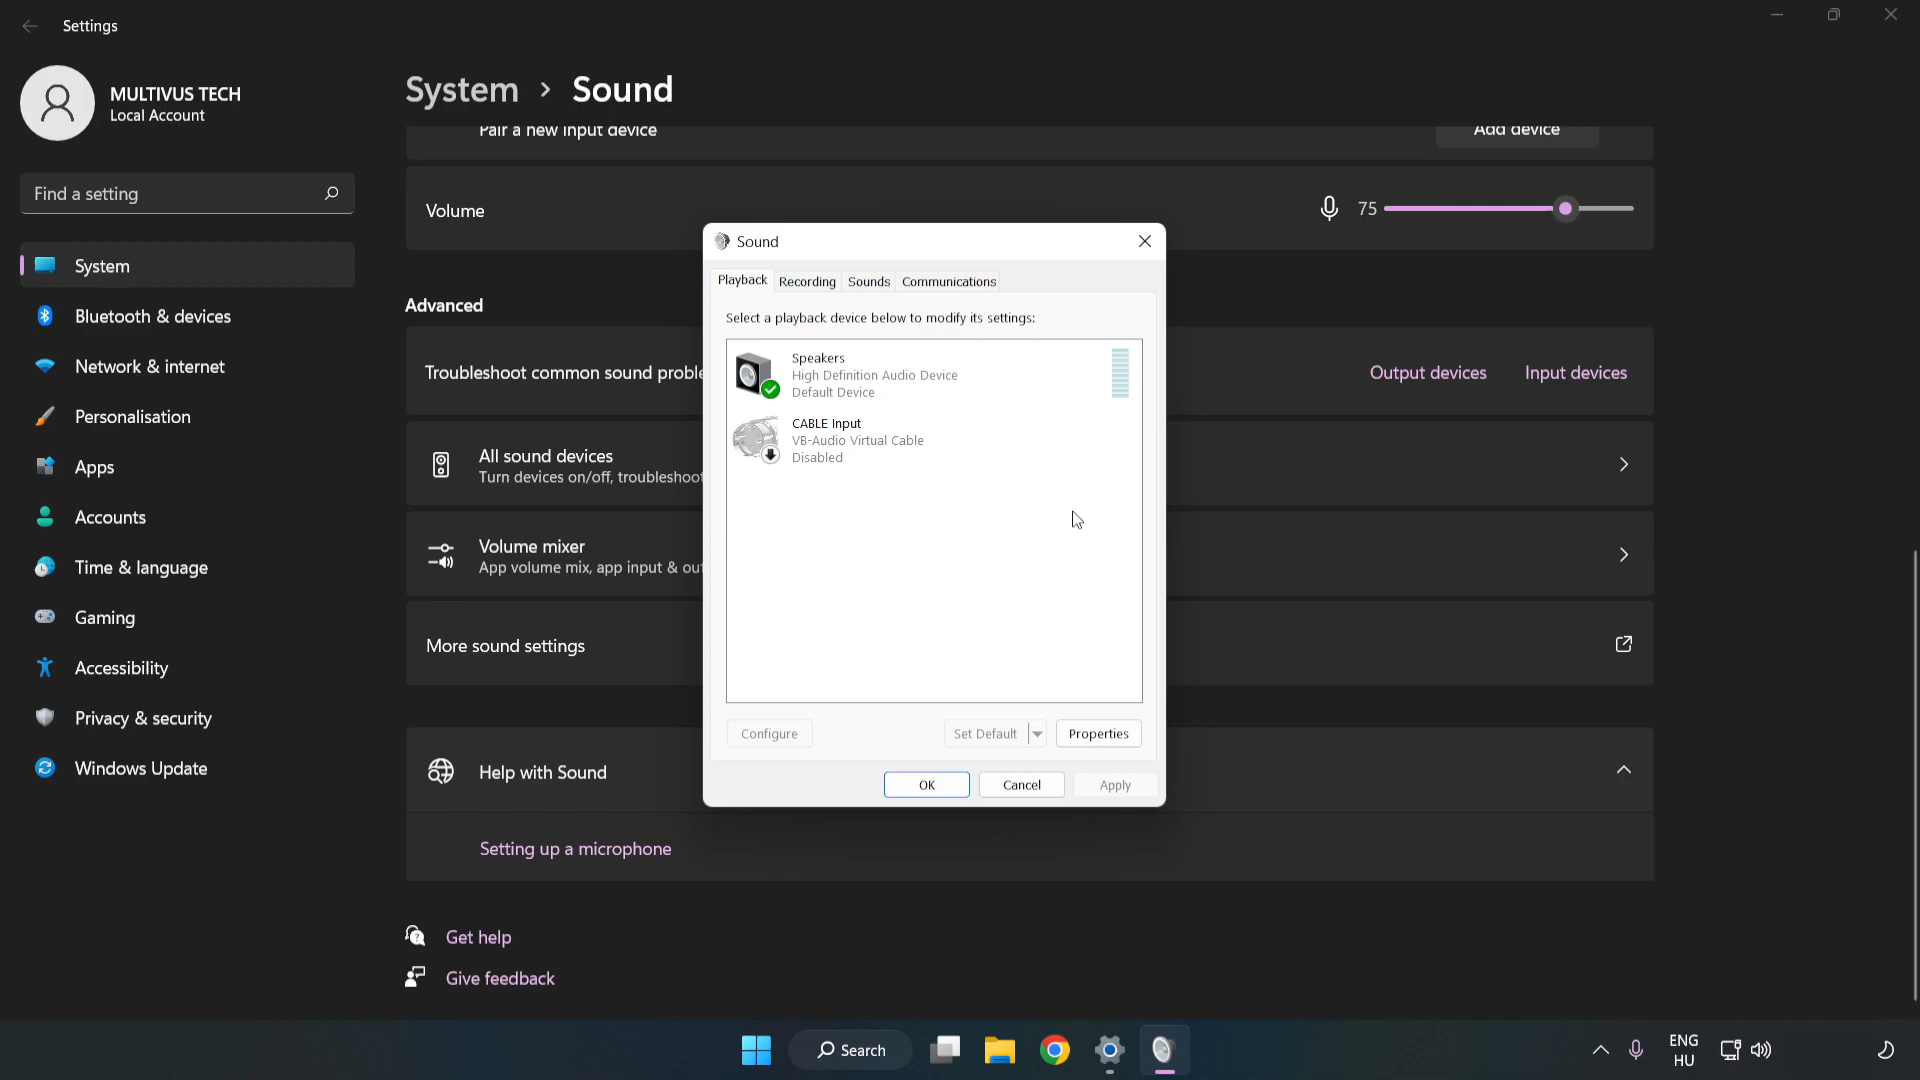 Settings
MULTIVUS TECH
Local Account
Find a setting
System
Bluetooth & devices
Network & internet
Personalisation
Apps
Accounts
Time & language
Gaming
Accessibility
Privacy & security
Windows Update
System › Sound
Pair a new input device
Add device
Volume
75
Advanced
Troubleshoot common sound proble
Output devices
Input devices
All sound devices
Turn devices on/off, troubleshoot
Volume mixer
App volume mix, app input & ou
More sound settings
Help with Sound
Setting up a microphone
Get help
Give feedback
Sound
Playback
Recording
Sounds
Communications
Select a playback device below to modify its settings:
Speakers
High Definition Audio Device
Default Device
CABLE Input
VB-Audio Virtual Cable
Disabled
Configure
Set Default
Properties
OK
Cancel
Apply
Search
ENG
HU